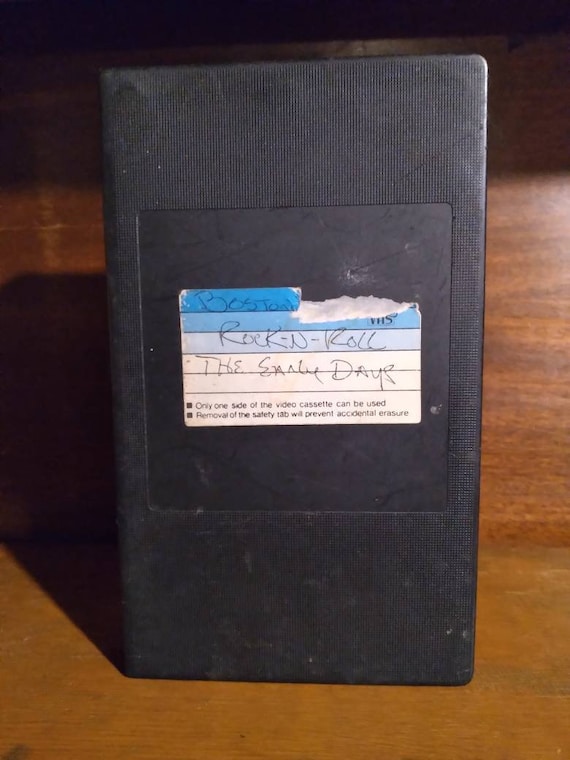 Boston
VHS
Rock-N-Roll
The Early Days
Only one side of the video cassette can be used
Removal of the safety tab will prevent accidental erasure